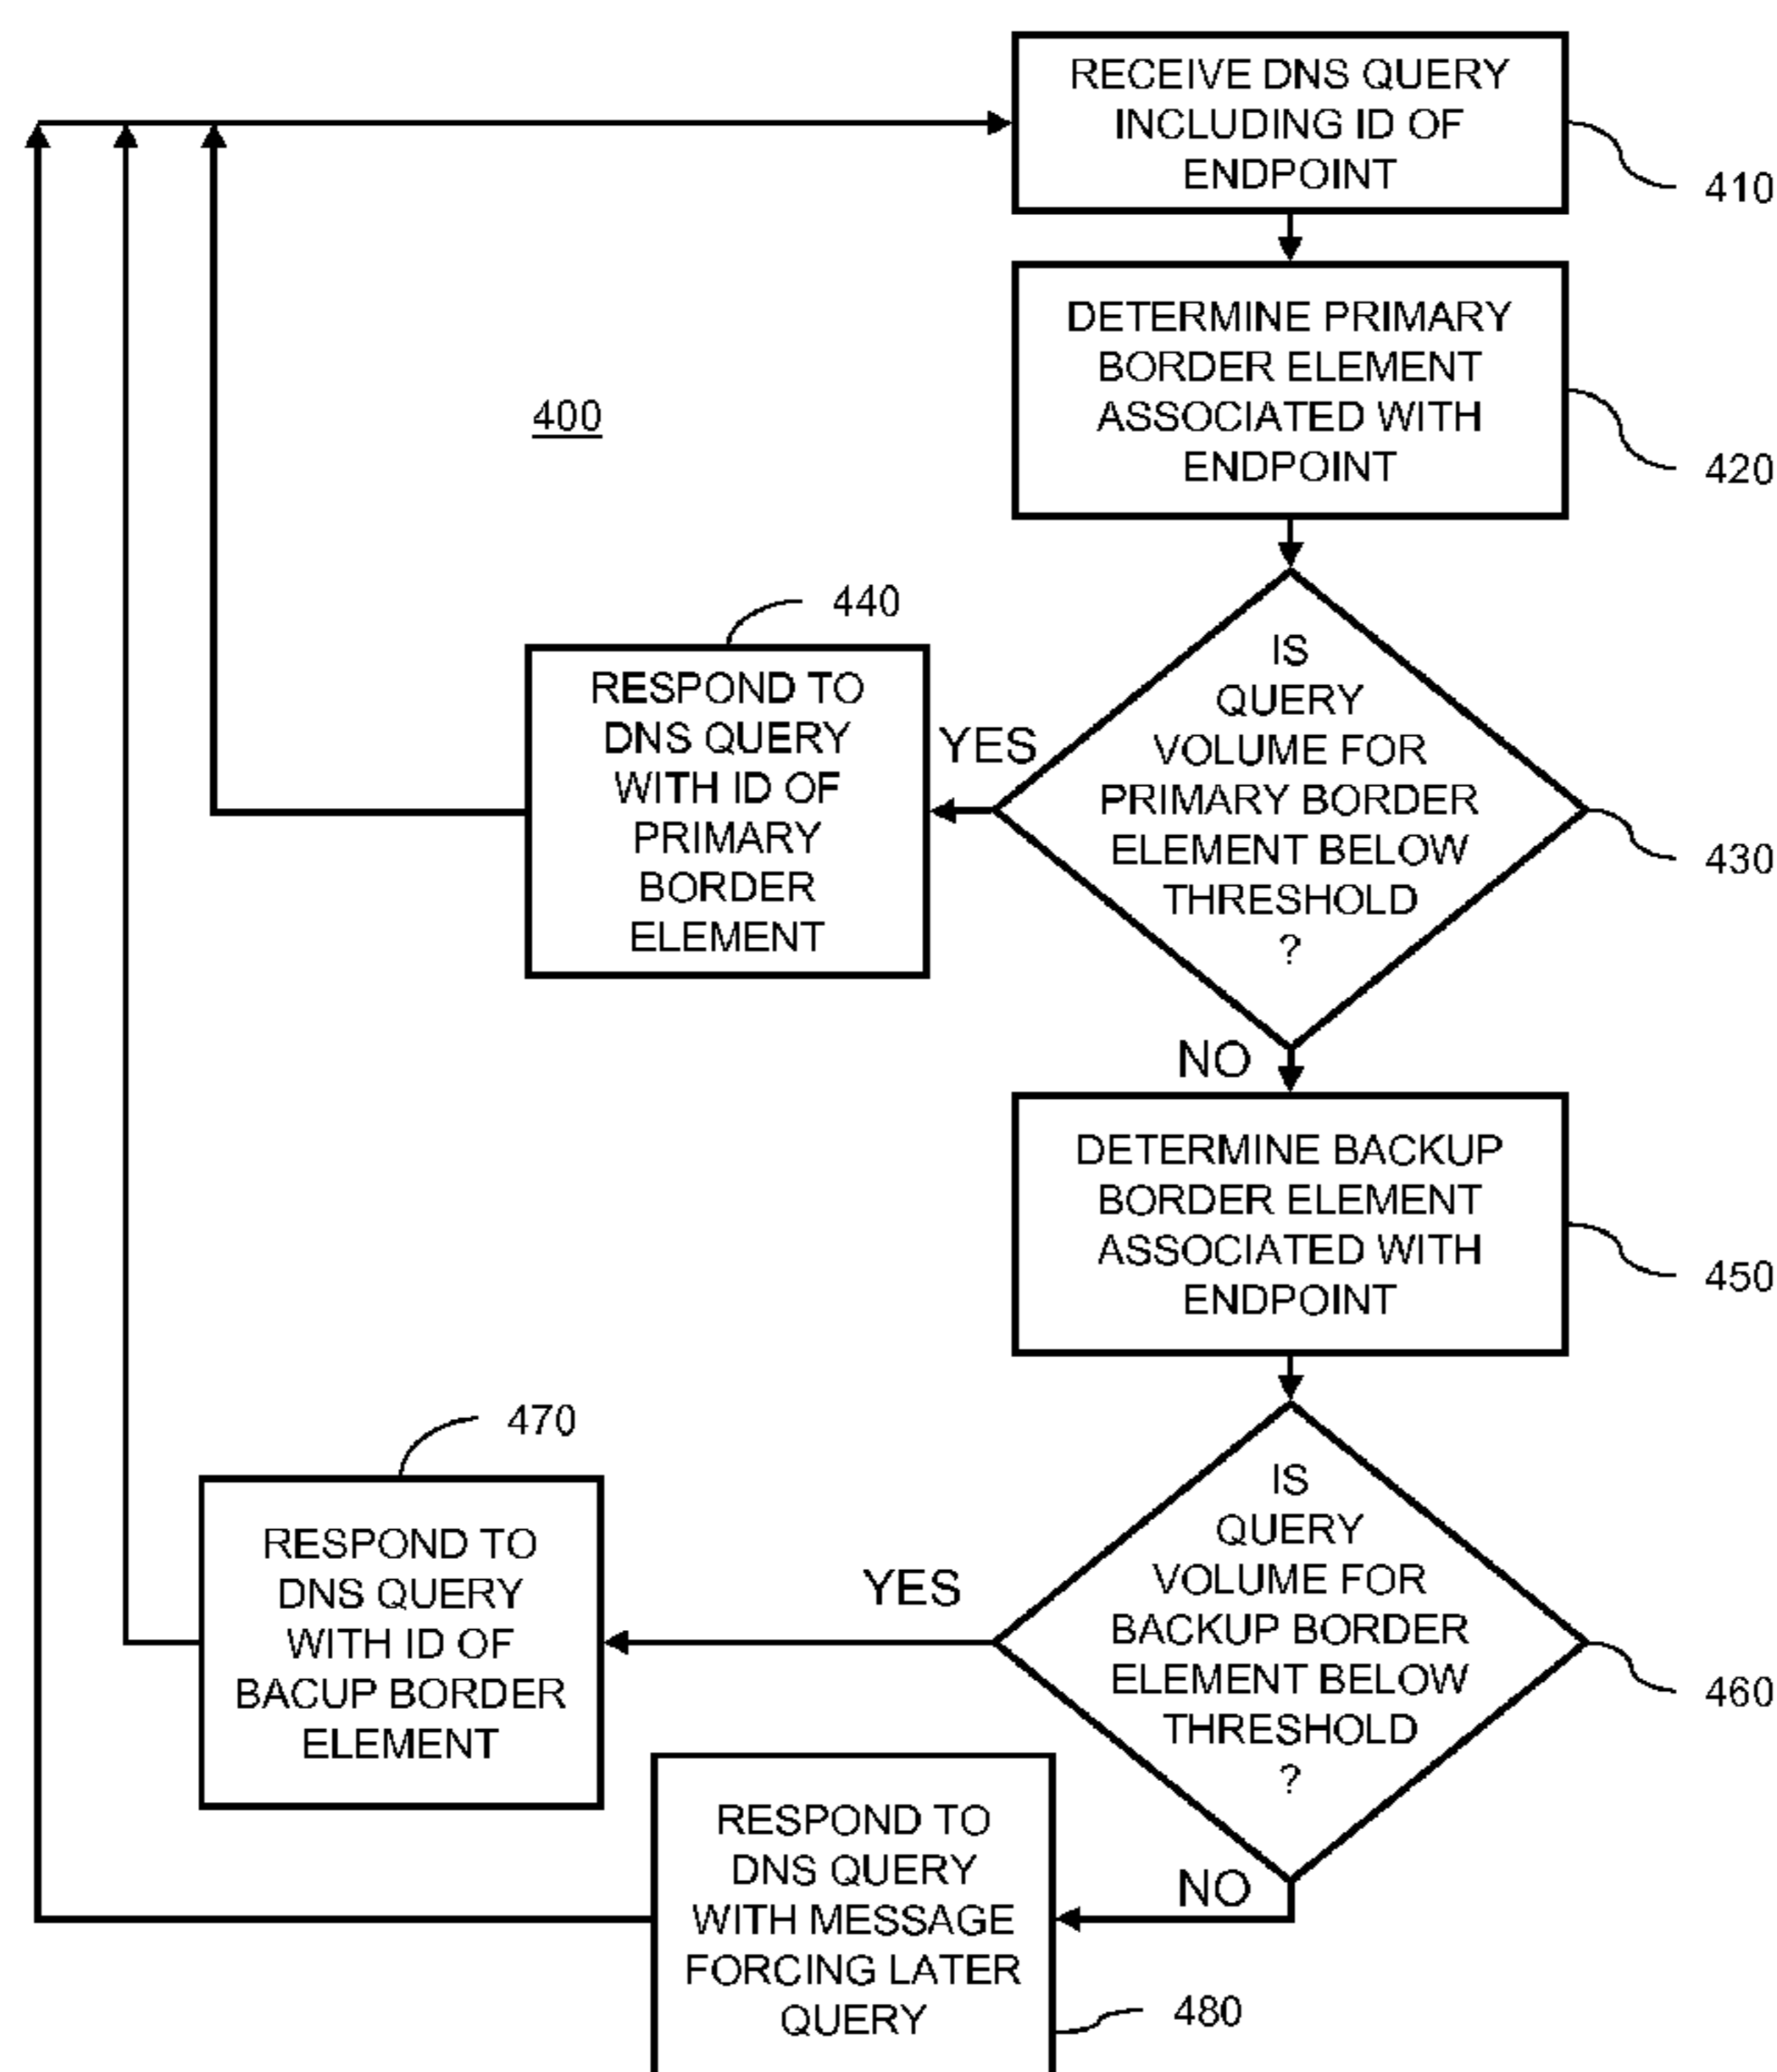 RECEIVE DNS QUERY
INCLUDING ID OF
ENDPOINT
410
DETERMINE PRIMARY
BORDER ELEMENT
ASSOCIATED WITH
ENDPOINT
420
400
IS
QUERY
VOLUME FOR
PRIMARY BORDER
ELEMENT BELOW
THRESHOLD
?
430
YES
440
RESPOND TO
DNS QUERY
WITH ID OF
PRIMARY
BORDER
ELEMENT
NO
DETERMINE BACKUP
BORDER ELEMENT
ASSOCIATED WITH
ENDPOINT
450
IS
QUERY
VOLUME FOR
BACKUP BORDER
ELEMENT BELOW
THRESHOLD
?
460
YES
470
RESPOND TO
DNS QUERY
WITH ID OF
BACUP BORDER
ELEMENT
NO
RESPOND TO
DNS QUERY
WITH MESSAGE
FORCING LATER
QUERY
480